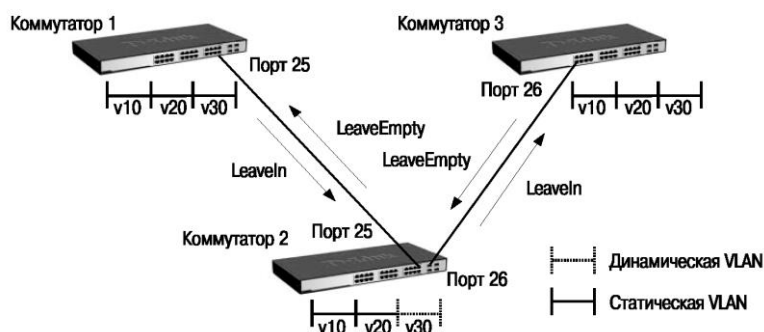 Коммутатор 1
Коммутатор 3
Порт 25
Порт 26
v10 v20 v30
v10 v20 v30
LeaveEmpty
LeaveEmpty
LeaveIn
LeaveIn
Порт 25
Коммутатор 2
Порт 26
v10 v20 v30
Динамическая VLAN
Статическая VLAN